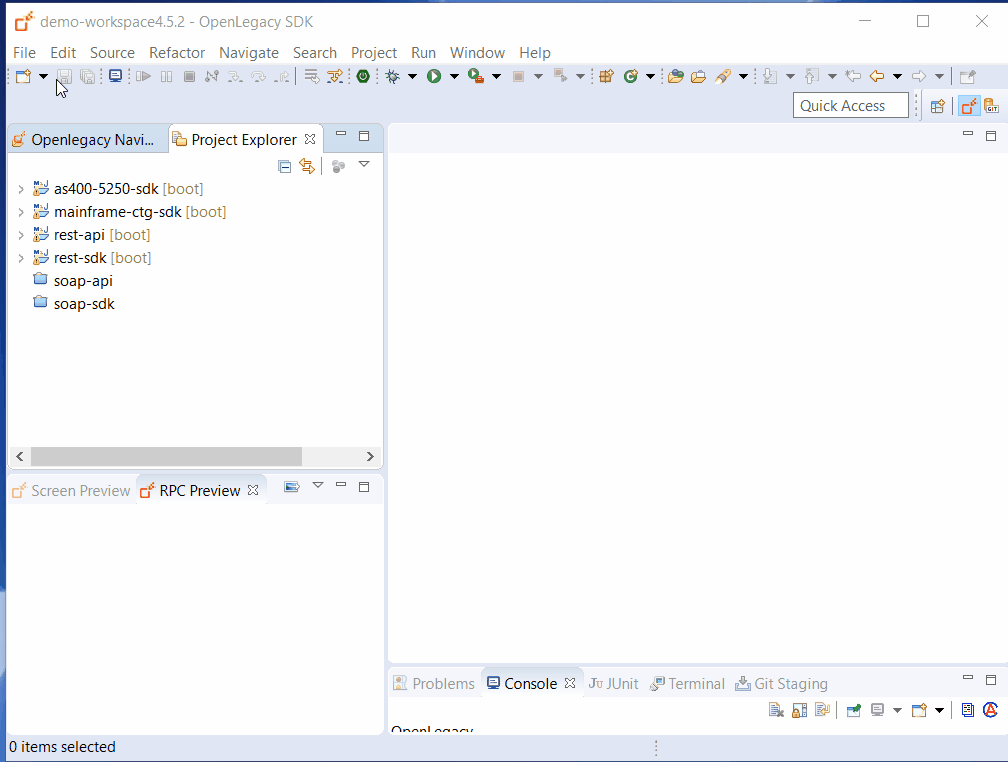 demo-workspace4.5.2 - OpenLegacy SDK
File Edit Source Refactor Navigate Search Project Run Window Help
Quick Access
GIT
Openlegacy Navi... Project Explorer
as400-5250-sdk [boot]
mainframe-ctg-sdk [boot]
rest-api [boot]
rest-sdk [boot]
soap-api
soap-sdk
Screen Preview RPC Preview
Problems Console JUnit Terminal Git Staging
OpenLegacy
0 items selected